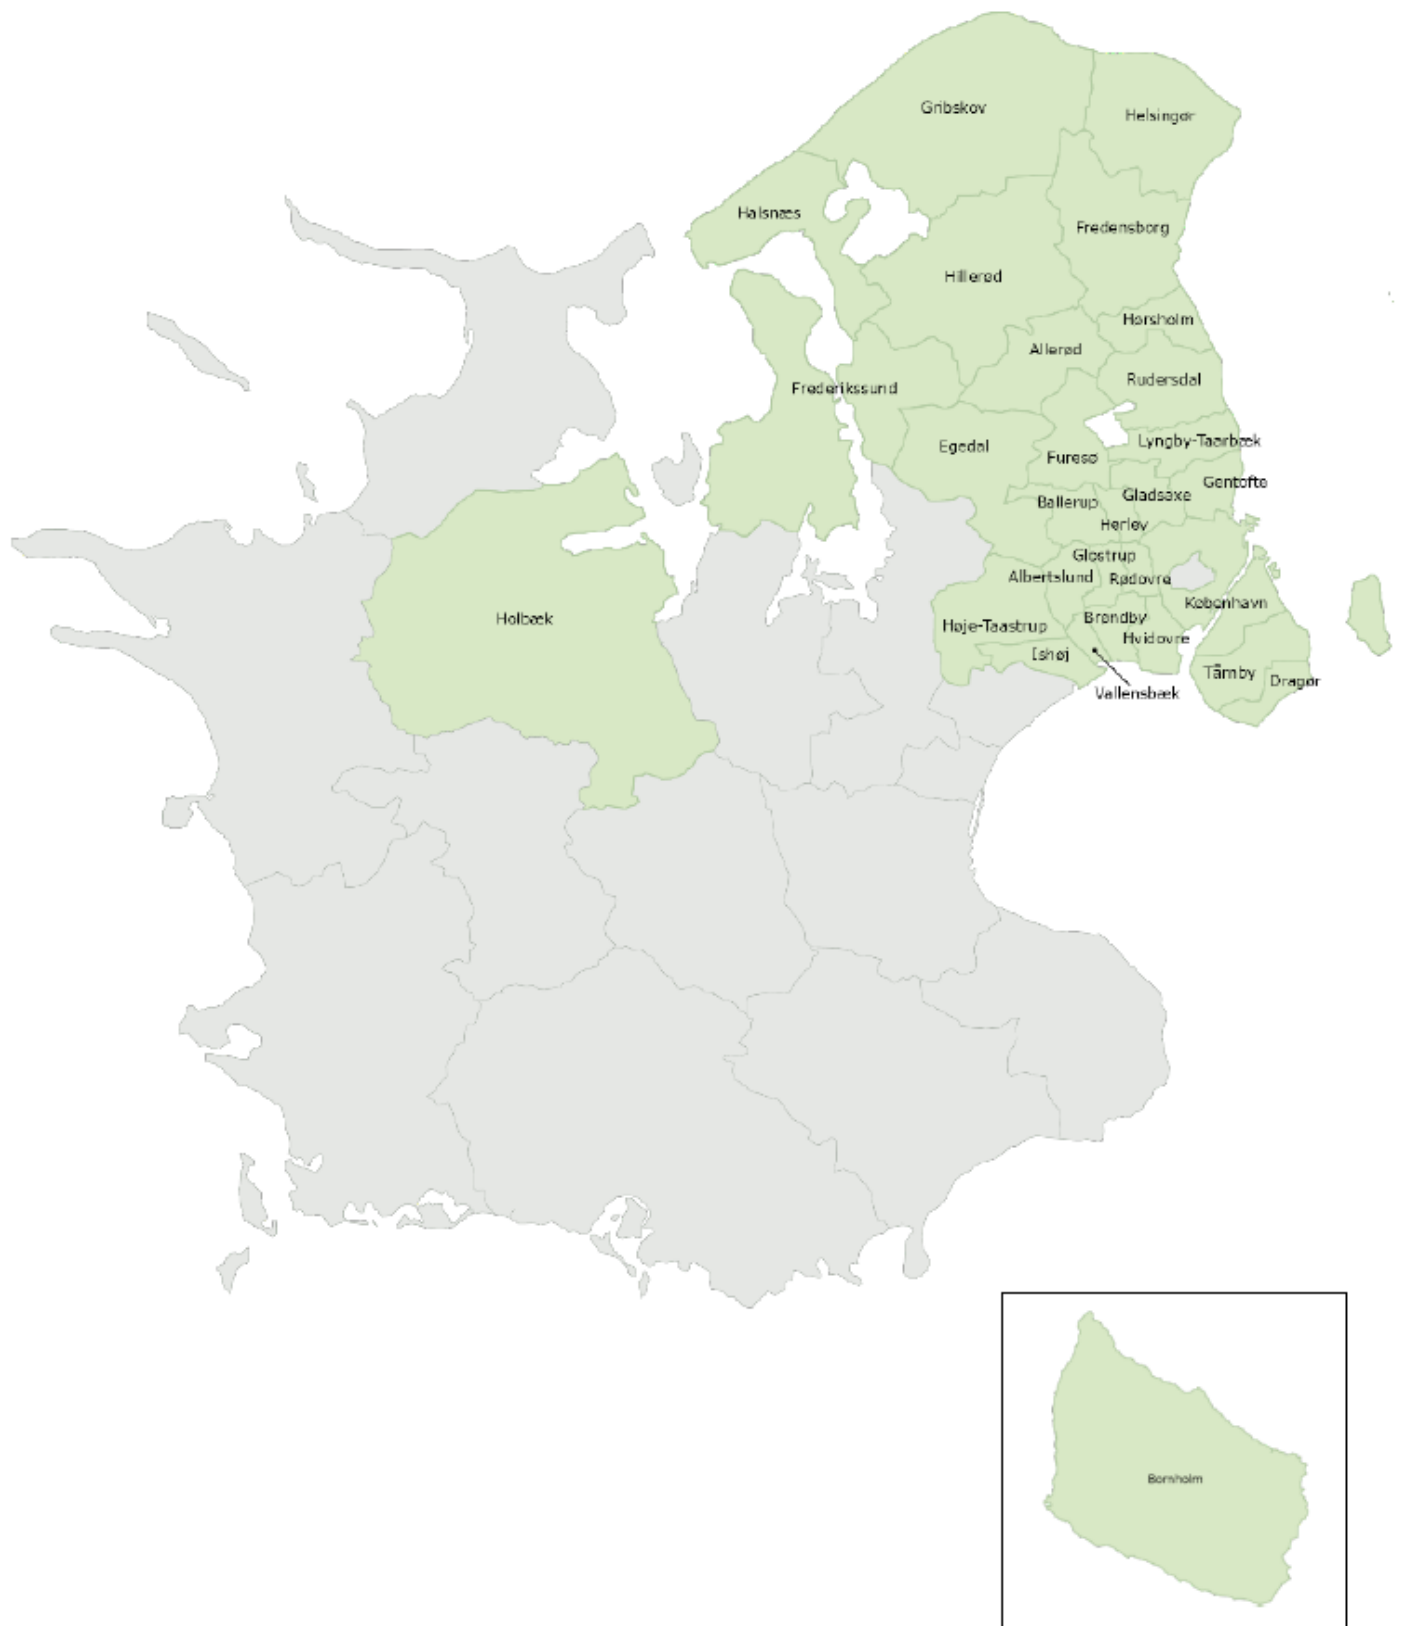 Gribskov
Helsingør
Halsnæs
Fredensborg
Hillerød
Hørsholm
Allerød
Rudersdal
Frederikssund
Lyngby-Taarbæk
Egedal
Furesø
Gentofte
Gladsaxe
Ballerup
Herlev
Glostrup
Albertslund
Rødovre
København
Holbæk
Brøndby
Høje-Taastrup
Hvidovre
Ishøj
Tårnby
Dragør
Vallensbæk
Bornholm